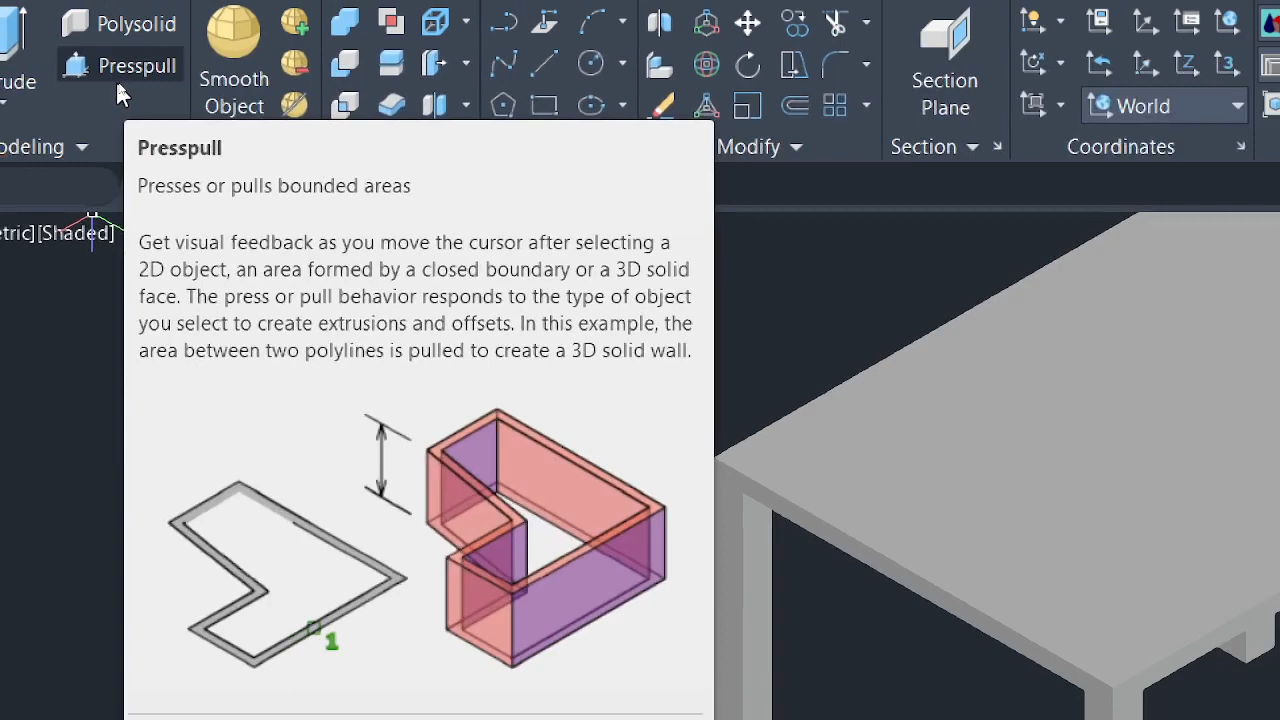 Polysolid
Presspull
ude
Smooth
Object
Section
Plane
World
odeling
Modify
Section
Coordinates
etric][Shaded]
Presspull
Presses or pulls bounded areas
Get visual feedback as you move the cursor after selecting a
2D object, an area formed by a closed boundary or a 3D solid
face. The press or pull behavior responds to the type of object
you select to create extrusions and offsets. In this example, the
area between two polylines is pulled to create a 3D solid wall.
1